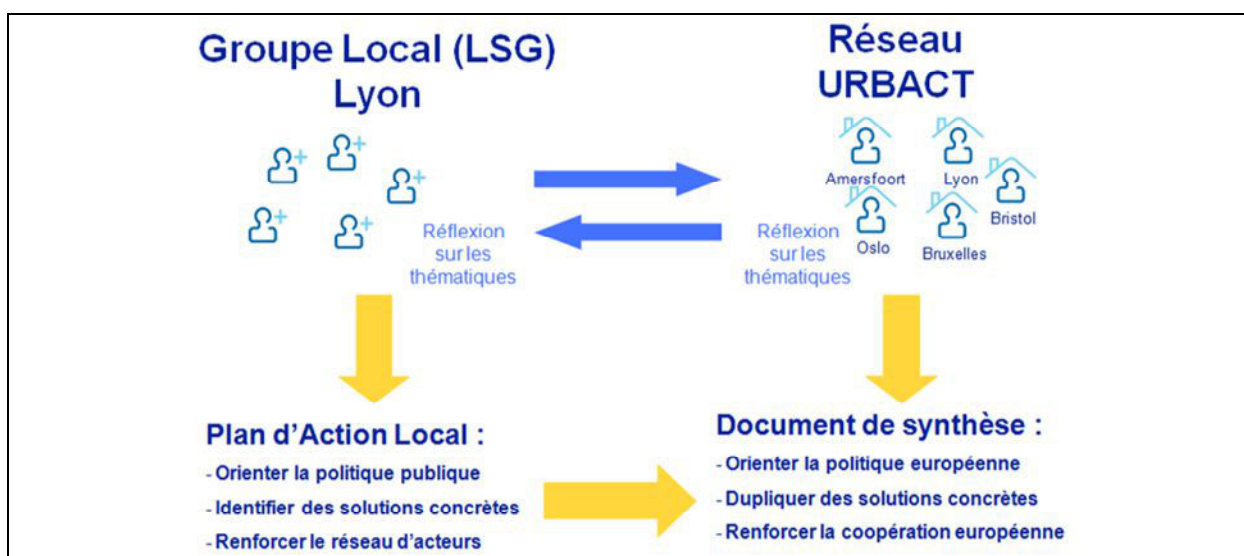 Groupe Local (LSG)
Lyon
Réflexion
sur les
thématiques
Réseau
URBACT
Amersfoort
Lyon
Bristol
Oslo
Bruxelles
Réflexion
sur les
thématiques
Plan d’Action Local :
- Orienter la politique publique
- Identifier des solutions concrètes
- Renforcer le réseau d’acteurs
Document de synthèse :
- Orienter la politique européenne
- Dupliquer des solutions concrètes
- Renforcer la coopération européenne